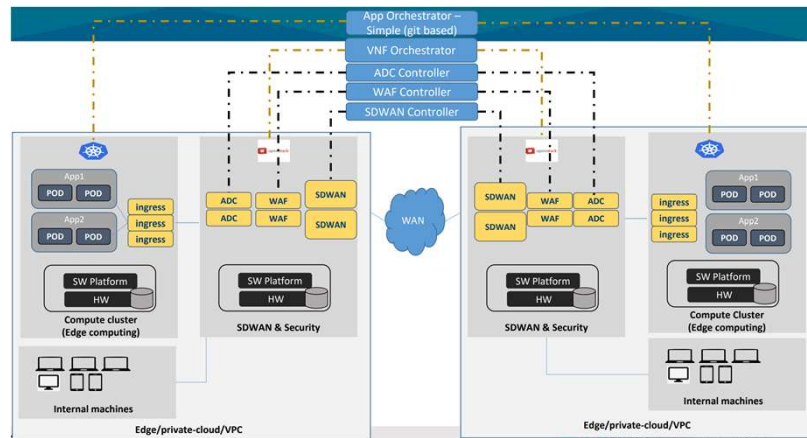 App Orchestrator –
Simple (git based)
VNF Orchestrator
ADC Controller
WAF Controller
SDWAN Controller
App1
POD POD
App2
POD POD
ingress
ingress
ingress
ADC WAF SDWAN
ADC WAF SDWAN
SW Platform
HW
Compute cluster
(Edge computing)
SW Platform
HW
SDWAN & Security
Internal machines
Edge/private-cloud/VPC
WAN
SDWAN WAF ADC
SDWAN WAF ADC
ingress
ingress
ingress
App1
POD POD
App2
POD POD
SW Platform
HW
SDWAN & Security
SW Platform
HW
Compute Cluster
(Edge computing)
Internal machines
Edge/private-cloud/VPC